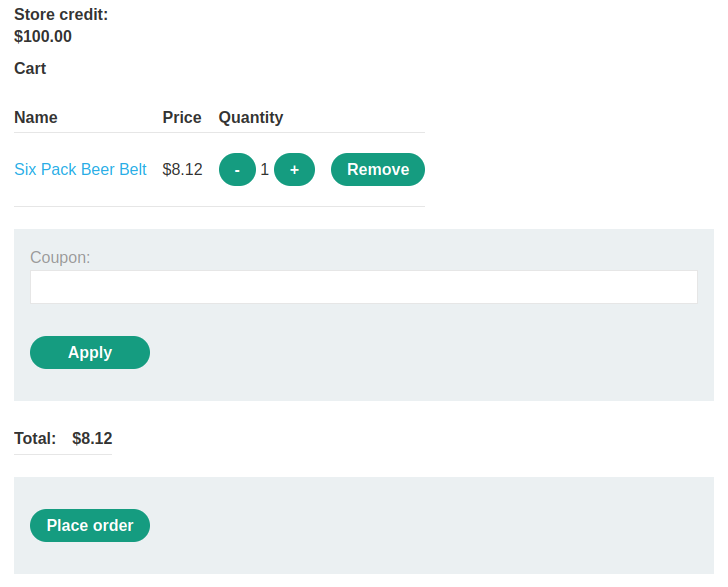 Store credit:
$100.00
Cart
Name Price Quantity
Six Pack Beer Belt $8.12 - 1 + Remove
Coupon:
Apply
Total: $8.12
Place order